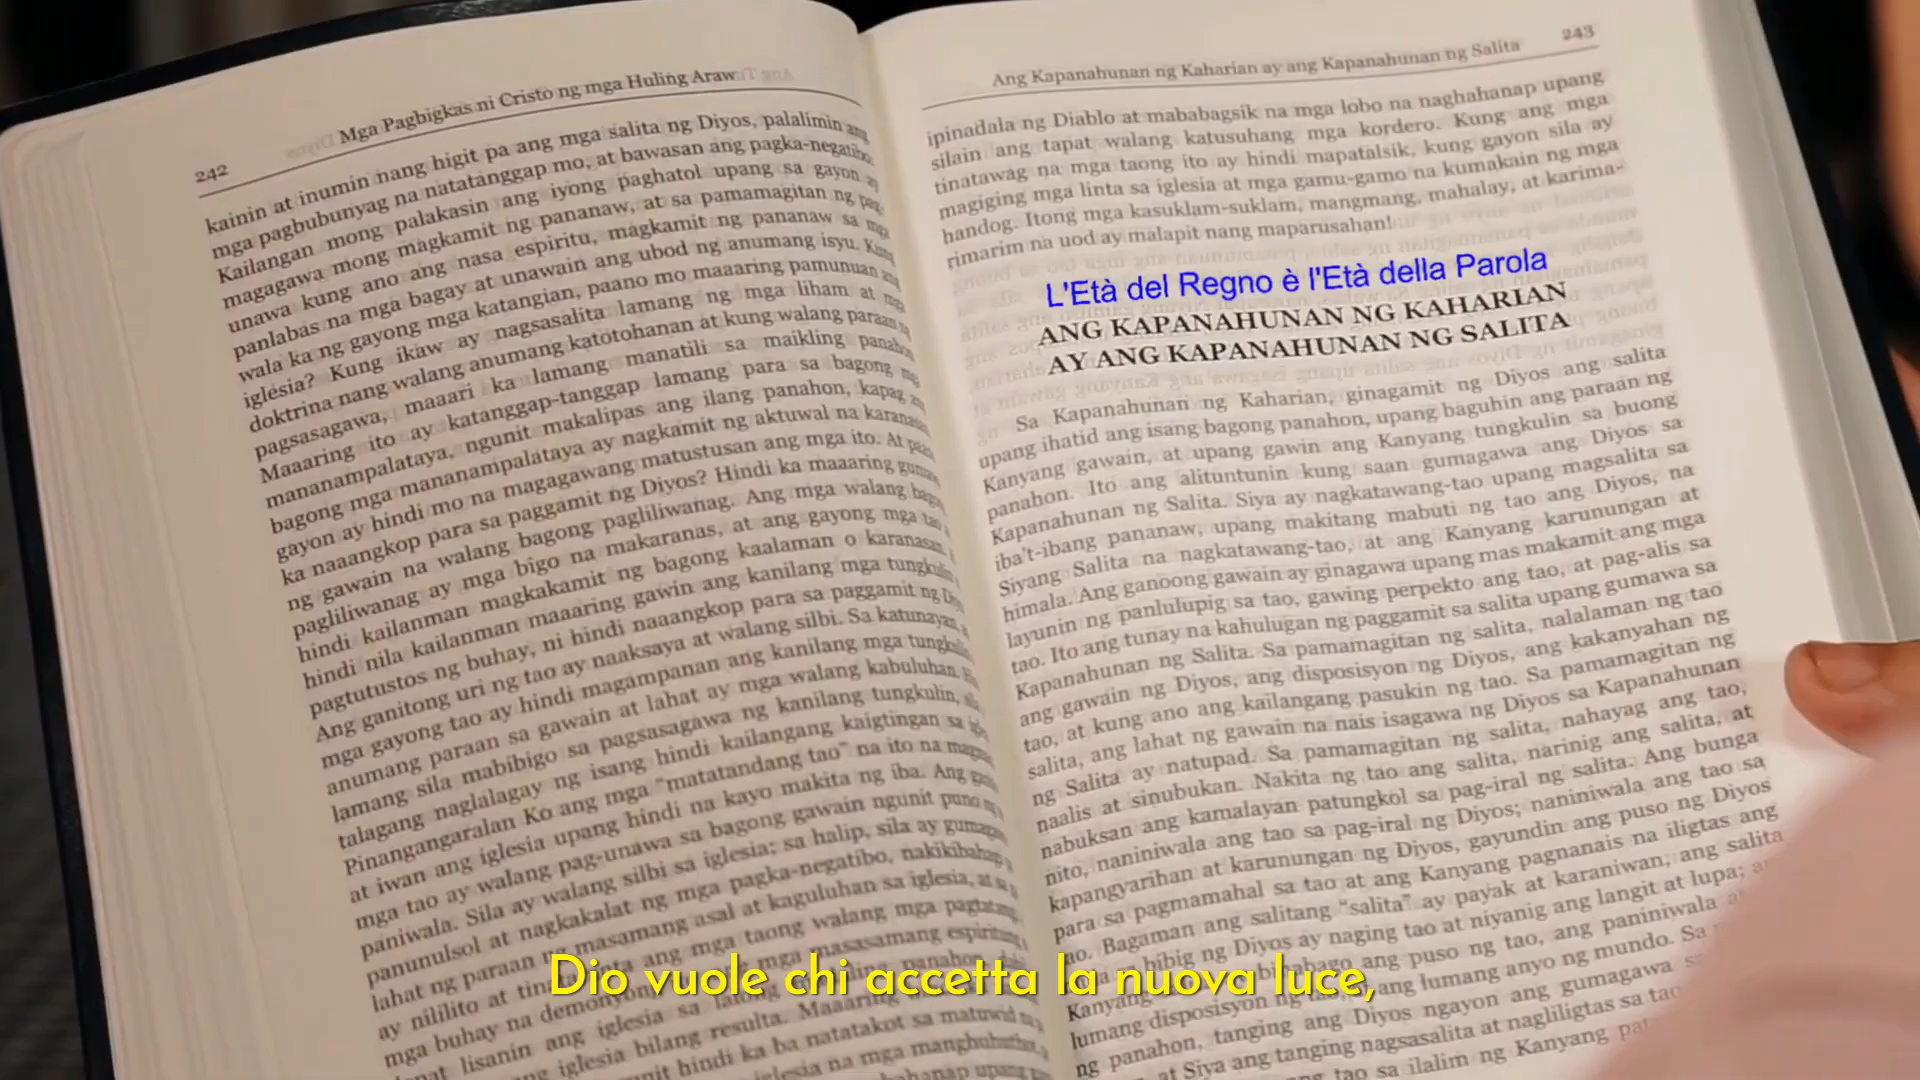 242
Mga Pagbigkas ni Cristo ng mga Huling Araw
kainin at inumin nang higit pa ang mga salita ng Diyos, palalimin ang
mga pagbubunyag na natatanggap mo, at bawasan ang pagka-negatibo.
Kailangan mong palakasin ang iyong paghatol upang sa gayon ay
magagawa mong magkamit ng pananaw, at sa pamamagitan ng pag-
unawa kung ano ang nasa espiritu, magkamit ng pananaw sa mga
panlabas na mga bagay at unawain ang ubod ng anumang isyu. Kung
wala ka ng gayong mga katangian, paano mo maaaring pamunuan ang
iglesia? Kung ikaw ay nagsasalita lamang ng mga liham at mga
doktrina nang walang anumang katotohanan at kung walang paraan
pagsasagawa, maaari ka lamang manatili sa maikling panahon.
Maaaring ito ay katanggap-tanggap lamang para sa bagong mga
mananampalataya, ngunit makalipas ang ilang panahon, kapag ang
bagong mga mananampalataya ay nagkamit ng aktuwal na karanasan,
gayon ay hindi mo na magagawang matustusan ang mga ito. At paano
ka naaangkop para sa paggamit ng Diyos? Hindi ka maaaring gumawa
ng gawain na walang bagong pagliliwanag. Ang mga walang bagong
pagliliwanag ay mga bigo na makaranas, at ang gayong mga tao
hindi kailanman magkakamit ng bagong kaalaman o karanasan.
hindi nila kailanman maaaring gawin ang kanilang mga tungkulin
pagtutustos ng buhay, ni hindi naaangkop para sa paggamit ng Diyos
Ang ganitong uri ng tao ay naaksaya at walang silbi. Sa katunayan,
mga gayong tao ay hindi magampanan ang kanilang mga tungkulin
anumang paraan sa gawain at lahat ay mga walang kabuluhan.
lamang sila mabibigo sa pagsasagawa ng kanilang tungkulin,
talagang naglalagay ng isang hindi kailangang kaigtingan sa
Pinangangaralan Ko ang mga "matatandang tao" na ito na
at iwan ang iglesia upang hindi na kayo makita ng iba. Ang
mga tao ay walang pag-unawa sa bagong gawain ngunit puno
paniwala. Sila ay walang silbi sa iglesia; sa halip, sila ay gumagawa
panunulsol at nagkakalat ng mga pagka-negatibo, nakikibahagi
lahat ng paraan ng masamang asal at kaguluhan sa iglesia, at sa
ay nililito at ang mga taong walang mga pagtatangi
mga buhay na mga masasamang espiritung
lisanin ang iglesia sa lalong madaling panahon
ang iglesia bilang resulta. Maaaring
hindi ka ba natatakot sa matuwid na
iglesia na mga manghuhuthot,
243
Ang Kapanahunan ng Kaharian ay ang Kapanahunan ng Salita
ipinadala ng Diablo at mababagsik na mga lobo na naghahanap upang
silain ang tapat walang katusuhang mga kordero. Kung ang mga
tinatawag na mga taong ito ay hindi mapatalsik, kung gayon sila ay
magiging mga linta sa iglesia at mga gamu-gamo na kumakain ng mga
handog. Itong mga kasuklam-suklam, mangmang, mahalay, at karima-
rimarim na uod ay malapit nang maparusahan!
L'Età del Regno è l'Età della Parola
ANG KAPANAHUNAN NG KAHARIAN
AY ANG KAPANAHUNAN NG SALITA
Sa Kapanahunan ng Kaharian, ginagamit ng Diyos ang salita
upang ihatid ang isang bagong panahon, upang baguhin ang paraan ng
Kanyang gawain, at upang gawin ang Kanyang tungkulin sa buong
panahon. Ito ang alituntunin kung saan gumagawa ang Diyos sa
Kapanahunan ng Salita. Siya ay nagkatawang-tao upang magsalita sa
iba't-ibang pananaw, upang makitang mabuti ng tao ang Diyos, na
Siyang Salita na nagkatawang-tao, at ang Kanyang karunungan at
himala. Ang ganoong gawain ay ginagawa upang mas makamit ang mga
layunin ng panlulupig sa tao, gawing perpekto ang tao, at pag-alis sa
tao. Ito ang tunay na kahulugan ng paggamit sa salita upang gumawa sa
Kapanahunan ng Salita. Sa pamamagitan ng salita, nalalaman ng tao
ang gawain ng Diyos, ang disposisyon ng Diyos, ang kakanyahan ng
tao, at kung ano ang kailangang pasukin ng tao. Sa pamamagitan ng
salita, ang lahat ng gawain na nais isagawa ng Diyos sa Kapanahunan
ng Salita ay natupad. Sa pamamagitan ng salita, nahayag ang tao,
naalis at sinubukan. Nakita ng tao ang salita, narinig ang salita, at
nabuksan ang kamalayan patungkol sa pag-iral ng salita. Ang bunga
nito, naniniwala ang tao sa pag-iral ng Diyos; naniniwala ang tao sa
kapangyarihan at karunungan ng Diyos, gayundin ang puso ng Diyos
para sa pagmamahal sa tao at ang Kanyang pagnanais na iligtas ang
tao. Bagaman ang salitang "salita" ay payak at karaniwan, ang salita
bibig ng Diyos ay naging tao at niyanig ang langit at lupa;
Kanyang binibabago ang puso ng tao, ang paniniwala
lumang disposisyon ng tao, ang lumang anyo ng mundo. Sa
ng panahon, tanging ang Diyos ngayon ang gumagawa
at Siya ang tanging nagsasalita at nagliligtas sa tao
tao sa ilalim ng Kanyang
Dio vuole chi accetta la nuova luce,